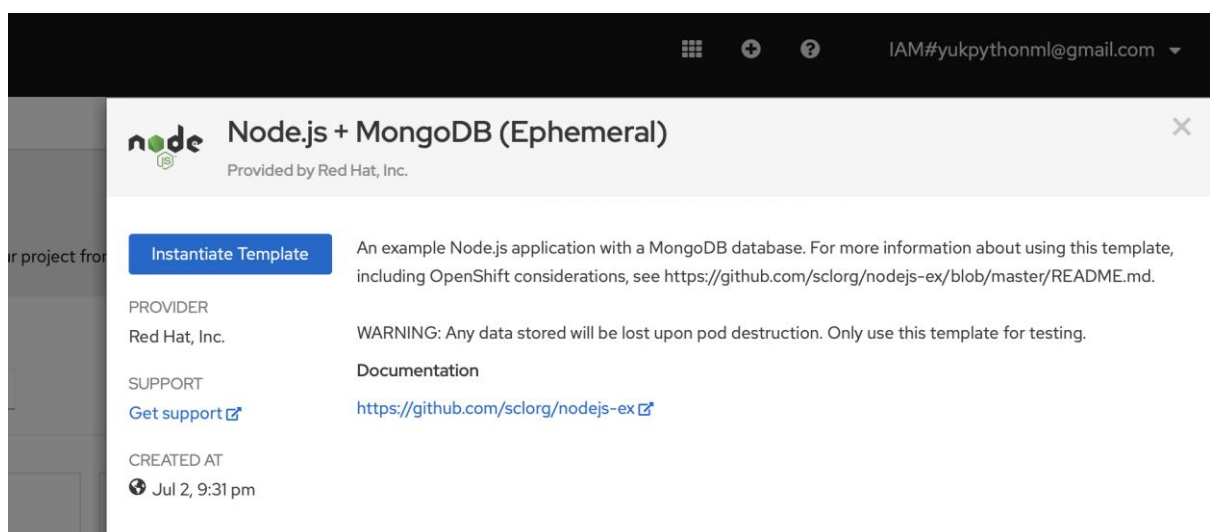 IAM#yukpythonml@gmail.com
node
JS
Node.js + MongoDB (Ephemeral)
Provided by Red Hat, Inc.
ur project from
Instantiate Template
An example Node.js application with a MongoDB database. For more information about using this template,
including OpenShift considerations, see https://github.com/sclorg/nodejs-ex/blob/master/README.md.
PROVIDER
Red Hat, Inc.
WARNING: Any data stored will be lost upon pod destruction. Only use this template for testing.
Documentation
SUPPORT
Get support
https://github.com/sclorg/nodejs-ex
CREATED AT
Jul 2, 9:31 pm